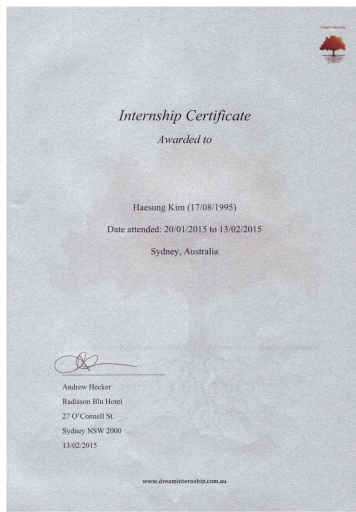 Internship Certificate
Awarded to
Haesung Kim (17/08/1995)
Date attended: 20/01/2015 to 13/02/2015
Sydney, Australia
Andrew Hecker
Radisson Blu Hotel
27 O'Connell St.
Sydney NSW 2000
13/02/2015
www.dreaminternship.com.au